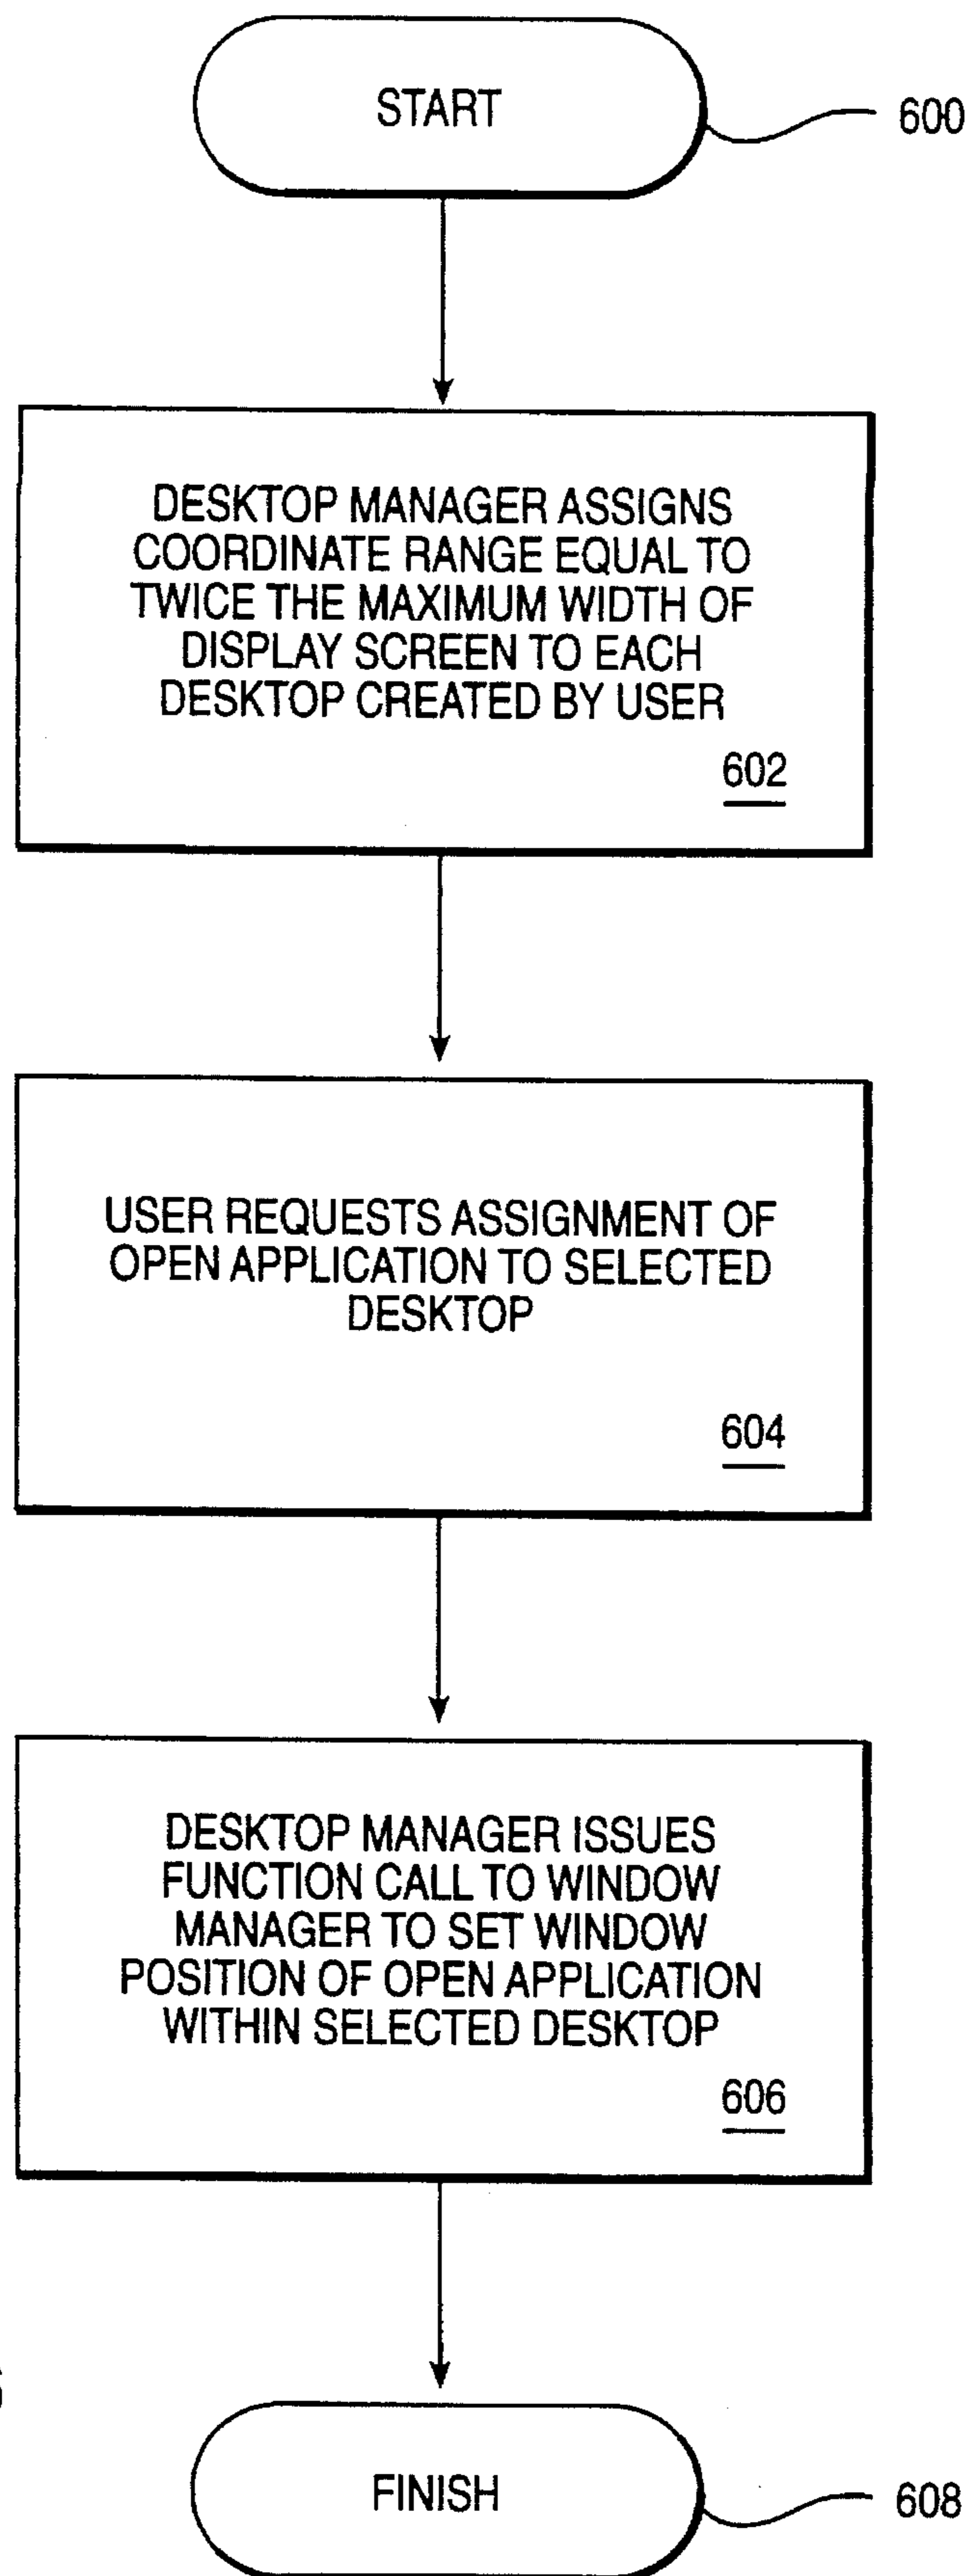 START
600
DESKTOP MANAGER ASSIGNS
COORDINATE RANGE EQUAL TO
TWICE THE MAXIMUM WIDTH OF
DISPLAY SCREEN TO EACH
DESKTOP CREATED BY USER
602
USER REQUESTS ASSIGNMENT OF
OPEN APPLICATION TO SELECTED
DESKTOP
604
DESKTOP MANAGER ISSUES
FUNCTION CALL TO WINDOW
MANAGER TO SET WINDOW
POSITION OF OPEN APPLICATION
WITHIN SELECTED DESKTOP
606
FINISH
608